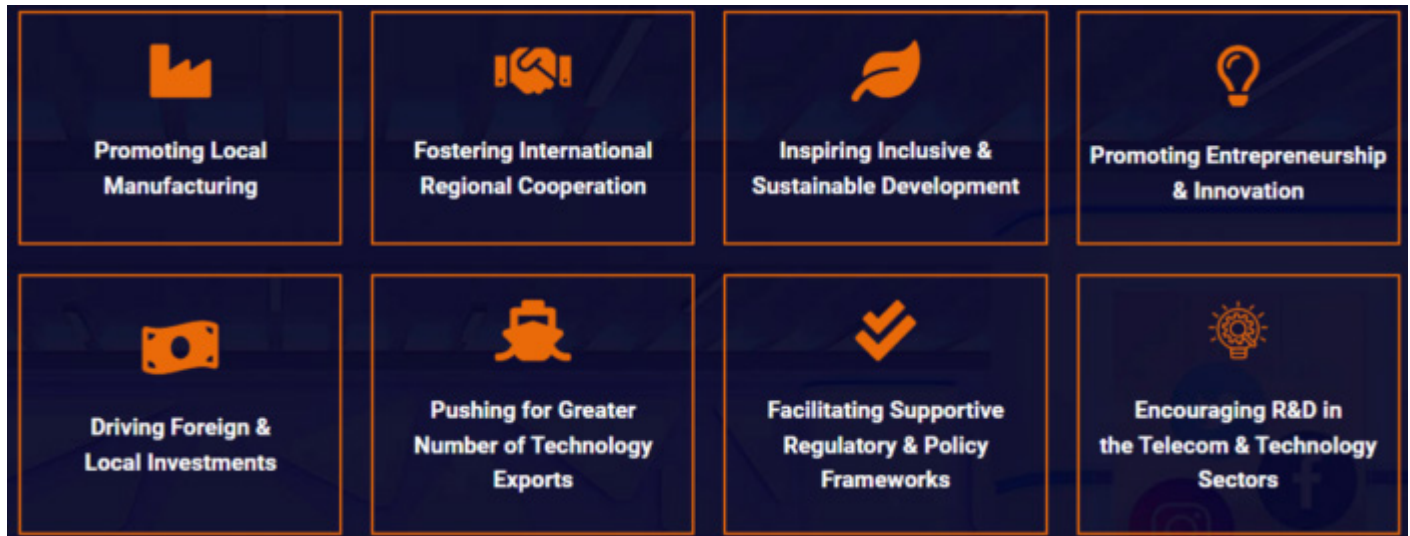 Promoting Local
Manufacturing
Fostering International
Regional Cooperation
Inspiring Inclusive &
Sustainable Development
Promoting Entrepreneurship
& Innovation
Driving Foreign &
Local Investments
Pushing for Greater
Number of Technology
Exports
Facilitating Supportive
Regulatory & Policy
Frameworks
Encouraging R&D in
the Telecom & Technology
Sectors